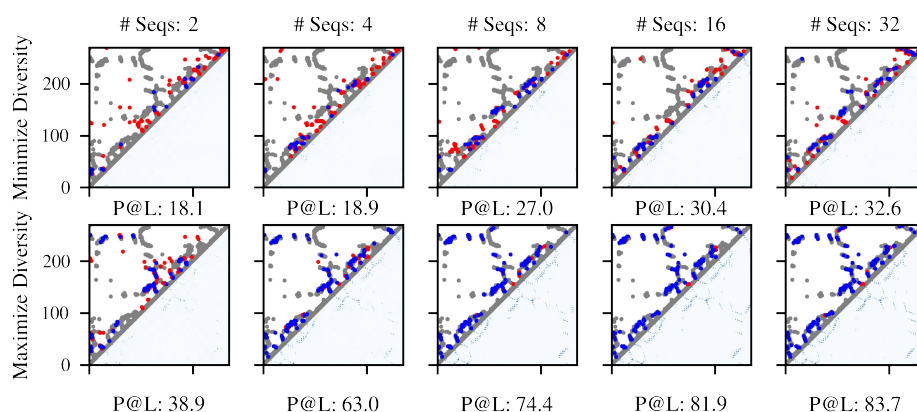 # Seqs: 2 # Seqs: 4 # Seqs: 8 # Seqs: 16 # Seqs: 32
Minimize Diversity
200
100
0
P@L: 18.1 P@L: 18.9 P@L: 27.0 P@L: 30.4 P@L: 32.6
Maximize Diversity
200
100
0
P@L: 38.9 P@L: 63.0 P@L: 74.4 P@L: 81.9 P@L: 83.7